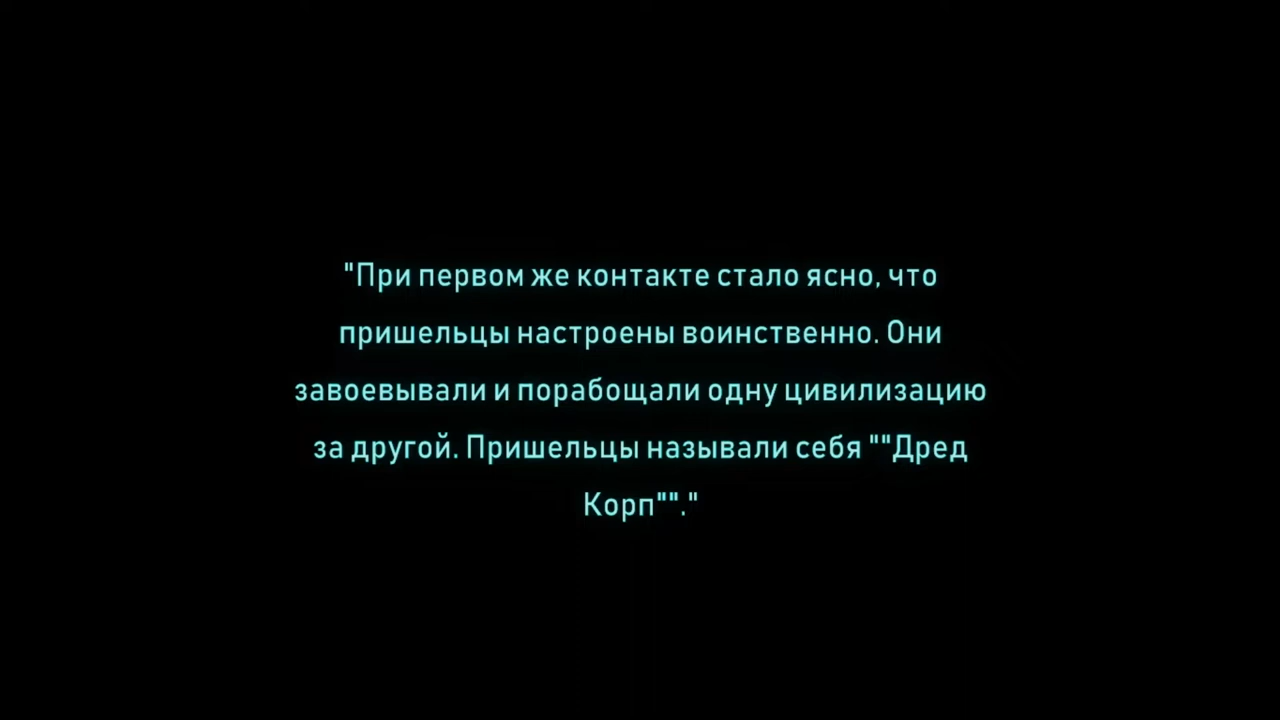 "При первом же контакте стало ясно, что
пришельцы настроены воинственно. Они
завоевывали и порабощали одну цивилизацию
за другой. Пришельцы называли себя ""Дред
Корп""."